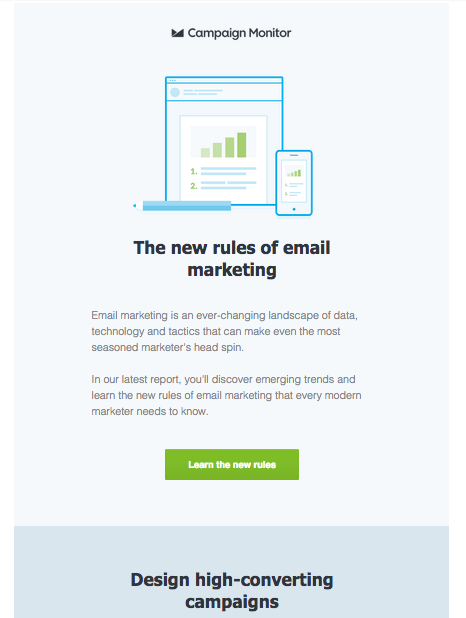 Campaign Monitor
1.
2.
1.
2.
The new rules of email
marketing
Email marketing is an ever-changing landscape of data,
technology and tactics that can make even the most
seasoned marketer's head spin.
In our latest report, you'll discover emerging trends and
learn the new rules of email marketing that every modern
marketer needs to know.
Learn the new rules
Design high-converting
campaigns